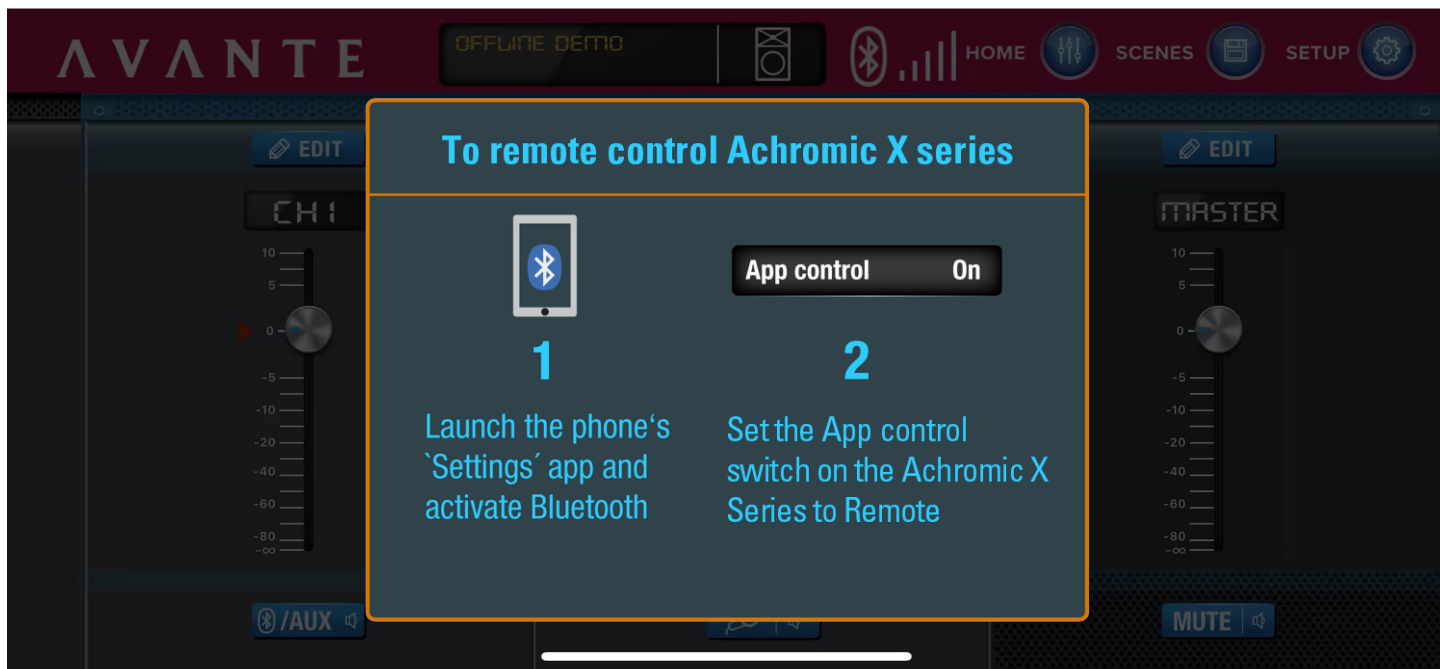 AVANTE
OFFLINE DEMO
HOME
SCENES
SETUP
To remote control Achromic X series
EDIT
EDIT
CH1
MASTER
App control On
1
2
Launch the phone‘s
`Settings´ app and
activate Bluetooth
Set the App control
switch on the Achromic X
Series to Remote
10
5
0
-5
-10
-20
-40
-60
-80
-∞
10
5
0
-5
-10
-20
-40
-60
-80
-∞
/AUX
MUTE